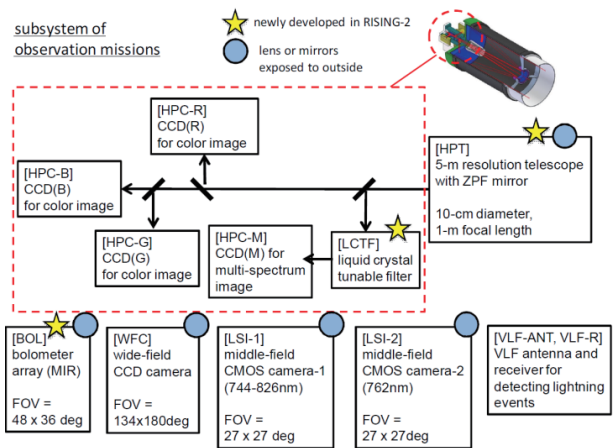 subsystem of
observation missions
newly developed in RISING-2
lens or mirrors
exposed to outside
[HPC-R]
CCD(R)
for color image
[HPC-B]
CCD(B)
for color image
[HPC-G]
CCD(G)
for color image
[HPC-M]
CCD(M) for
multi-spectrum
image
[LCTF]
liquid crystal
tunable filter
[HPT]
5-m resolution telescope
with ZPF mirror
10-cm diameter,
1-m focal length
[BOL]
bolometer
array (MIR)
FOV =
48 x 36 deg
[WFC]
wide-field
CCD camera
FOV =
134x180deg
[LSI-1]
middle-field
CMOS camera-1
(744-826nm)
FOV =
27 x 27 deg
[LSI-2]
middle-field
CMOS camera-2
(762nm)
FOV =
27 x 27deg
[VLF-ANT, VLF-R]
VLF antenna and
receiver for
detecting lightning
events